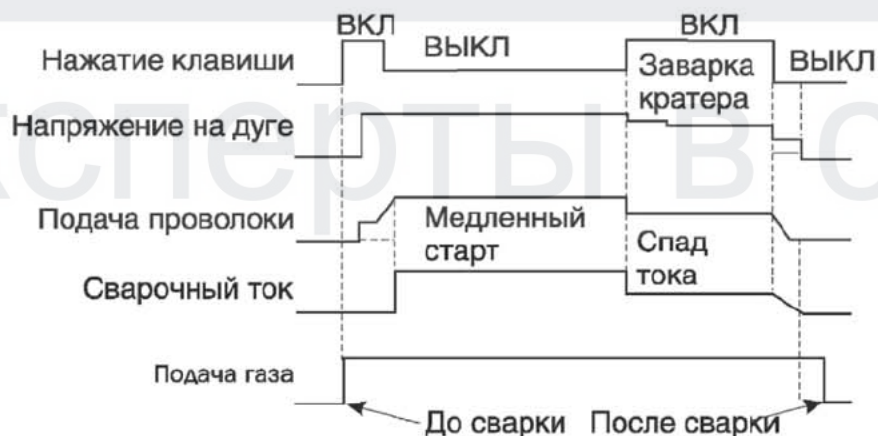 ВКЛ
ВКЛ
Нажатие клавиши
ВЫКЛ
ВЫКЛ
Заварка
кратера
Напряжение на дуге
ксперты в с
Подача проволоки
Медленный
старт
Спад
тока
Сварочный ток
Подача газа
До сварки
После сварки